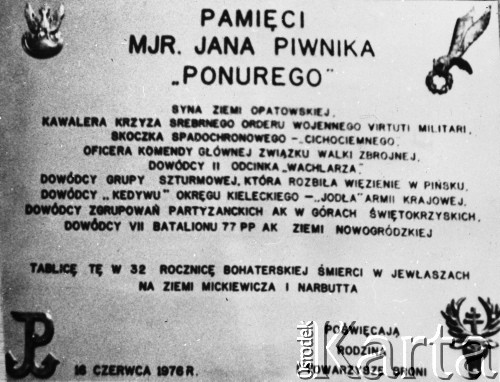 PAMIĘCI
MJR. JANA PIWNIKA
„PONUREGO"
SYNA ZIEMI OPATOWSKIEJ,
KAWALERA KRZYŻA SREBRNEGO ORDERU WOJENNEGO VIRTUTI MILITARI,
SKOCZKA SPADOCHRONOWEGO – „CICHOCIEMNEGO",
OFICERA KOMENDY GŁÓWNEJ ZWIĄZKU WALKI ZBROJNEJ,
DOWÓDCY II ODCINKA „WACHLARZA",
DOWÓDCY GRUPY SZTURMOWEJ, KTÓRA ROZBIŁA WIĘZIENIE W PIŃSKU,
DOWÓDCY „KEDYWU" OKRĘGU KIELECKIEGO – „JODŁA" ARMII KRAJOWEJ,
DOWÓDCY ZGRUPOWAŃ PARTYZANCKICH AK W GÓRACH ŚWIĘTOKRZYSKICH,
DOWÓDCY VII BATALIONU 77 PP AK ZIEMI NOWOGRÓDZKIEJ
TABLICĘ TĘ W 32 ROCZNICĘ BOHATERSKIEJ ŚMIERCI W JEWŁASZACH
NA ZIEMI MICKIEWICZA I NARBUTTA
POŚWIĘCAJĄ
RODZINA
I TOWARZYSZE BRONI
16 CZERWCA 1976 R.
Ośrodek
Karta